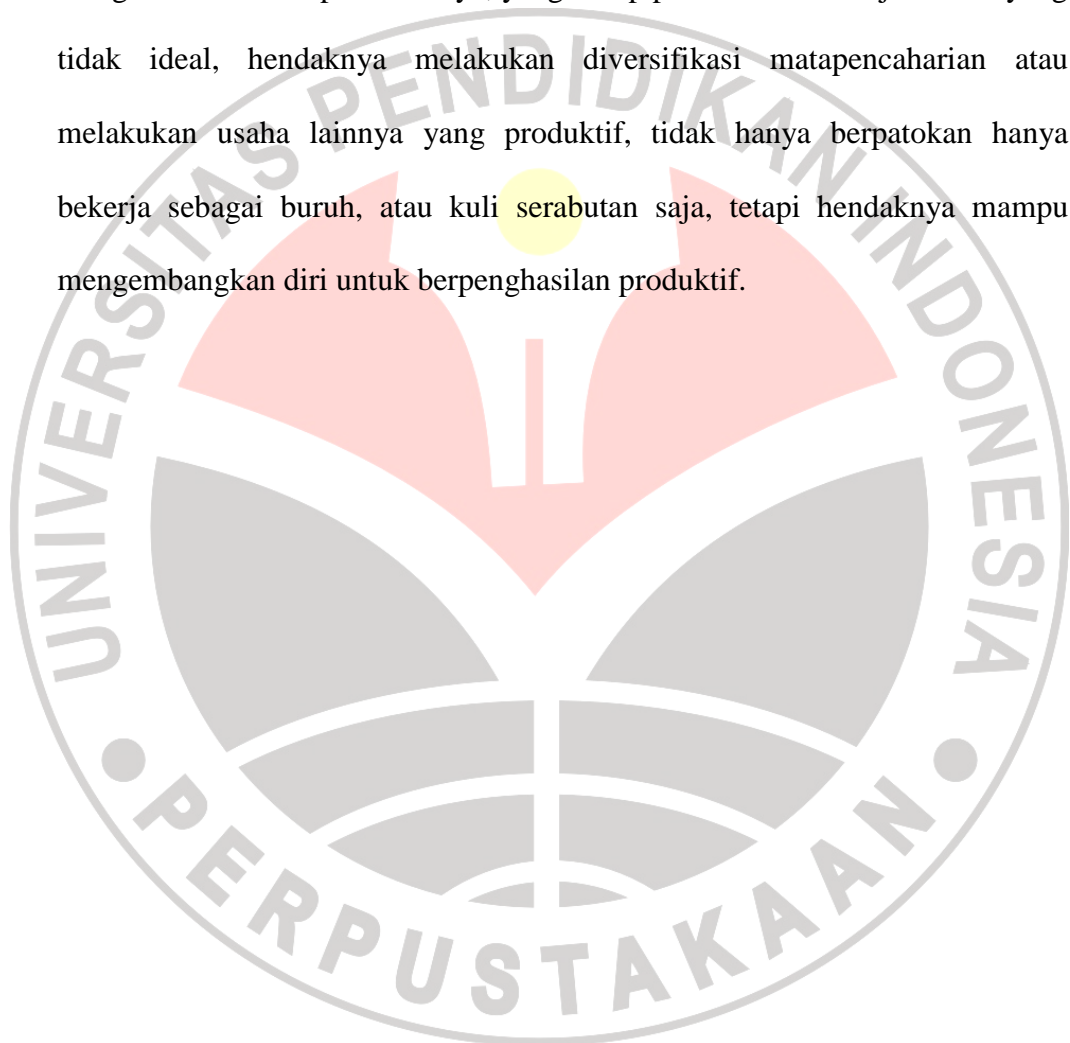 tidak ideal, hendaknya melakukan diversifikasi matapencaharian atau
melakukan usaha lainnya yang produktif, tidak hanya berpatokan hanya
bekerja sebagai buruh, atau kuli serabutan saja, tetapi hendaknya mampu
mengembangkan diri untuk berpenghasilan produktif.
UNIVERSITAS PENDIDIKAN INDONESIA
PERPUSTAKAAN